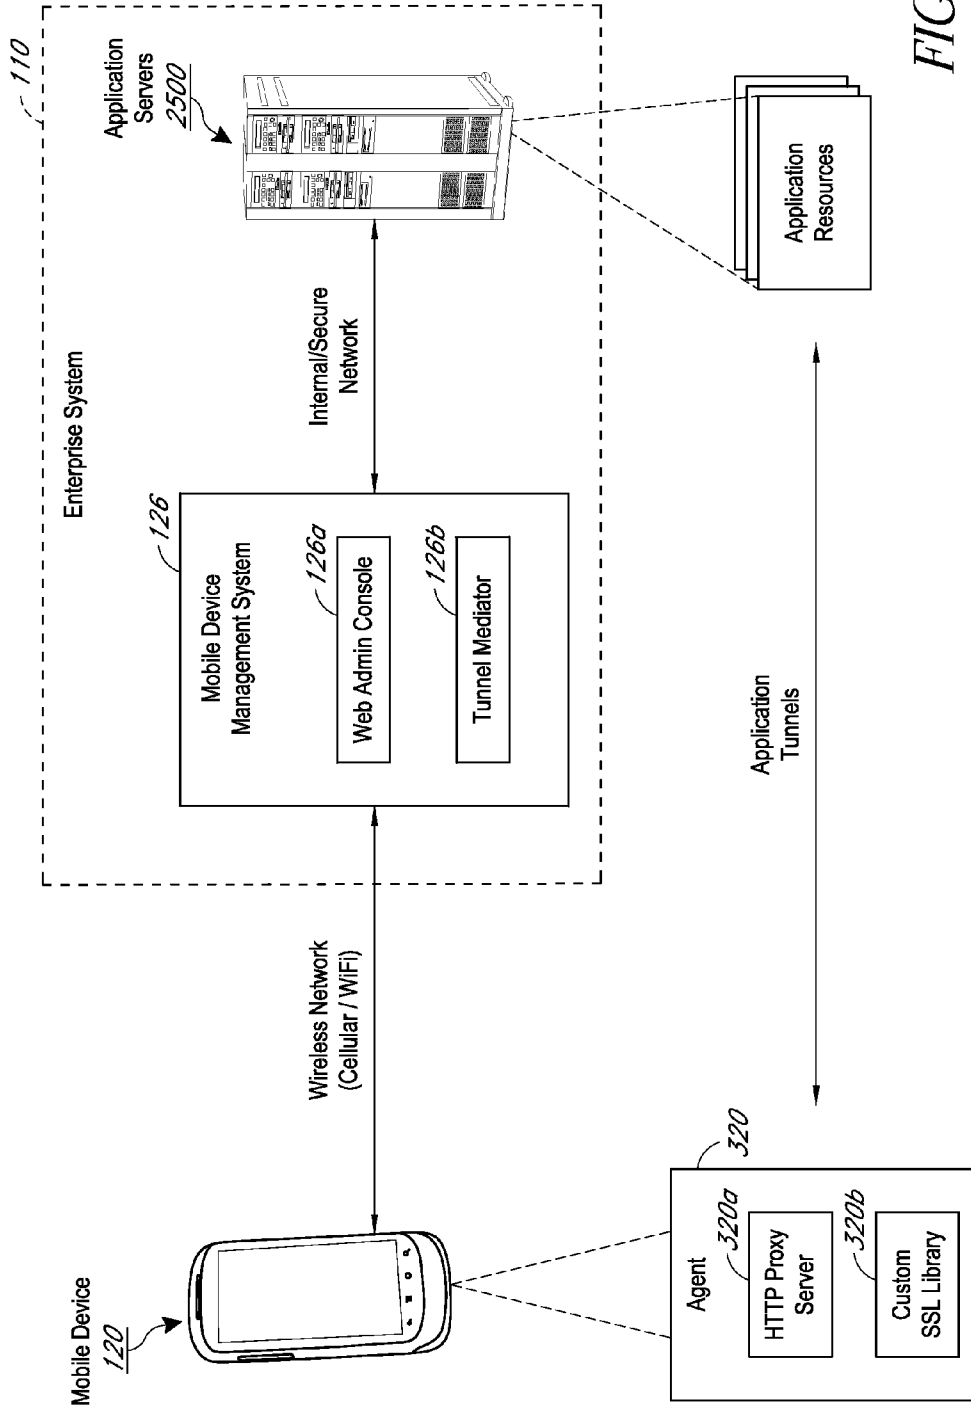 110
Enterprise System
Application
Servers
2500
126
Mobile Device
Management System
126a
Web Admin Console
126b
Tunnel Mediator
Internal/Secure
Network
Wireless Network
(Cellular / WiFi)
Mobile Device
120
320
Agent
320a
HTTP Proxy
Server
320b
Custom
SSL Library
Application
Tunnels
Application
Resources
FIG